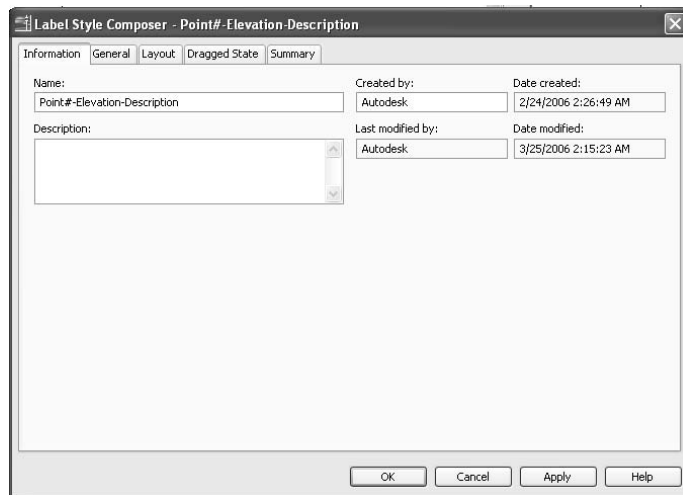 Label Style Composer - Point#-Elevation-Description
Information General Layout Dragged State Summary
Name: Created by: Date created:
Point#-Elevation-Description Autodesk 2/24/2006 2:26:49 AM
Description: Last modified by: Date modified:
Autodesk 3/25/2006 2:15:23 AM
OK Cancel Apply Help